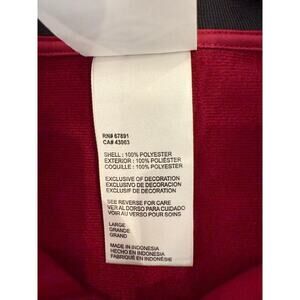 RN# 67891
CA# 43003
SHELL : 100% POLYESTER
EXTERIOR : 100% POLIÉSTER
COQUILLE : 100% POLYESTER
EXCLUSIVE OF DECORATION
EXCLUSIVO DE DECORACIÓN
EXCLUSIF DE DÉCORATION
SEE REVERSE FOR CARE
VER AL DORSO PARA CUIDADO
VOIR AU VERSO POUR SOINS
LARGE
GRANDE
GRAND
MADE IN INDONESIA
HECHO EN INDONESIA
FABRIQUÉ EN INDONÉSIE